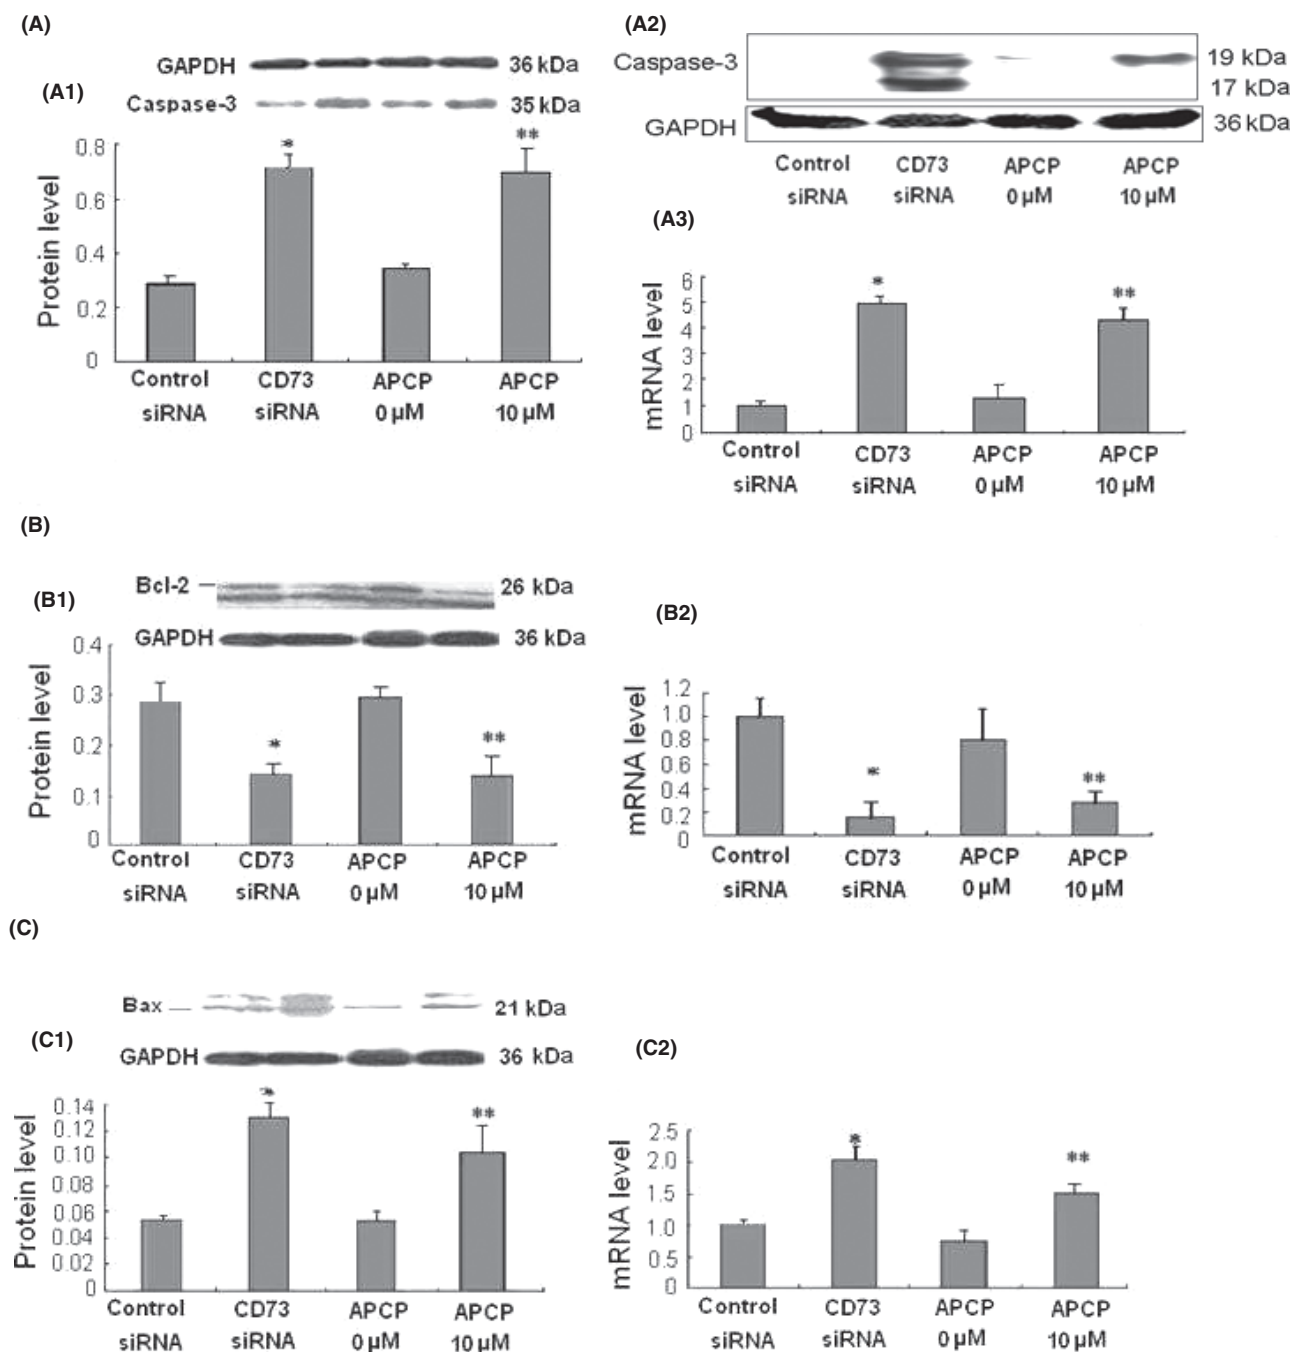 (A)
GAPDH 36 kDa
(A1)
Caspase-3 35 kDa
0.8
0.6
0.4
0.2
0
Protein level
* **
Control CD73 APCP APCP
siRNA siRNA 0 µM 10 µM
(A2)
Caspase-3 19 kDa
17 kDa
GAPDH 36 kDa
Control CD73 APCP APCP
siRNA siRNA 0 µM 10 µM
(A3)
6
5
4
3
2
1
0
mRNA level
* **
Control CD73 APCP APCP
siRNA siRNA 0 µM 10 µM
(B)
Bcl-2 26 kDa
(B1)
GAPDH 36 kDa
0.4
0.3
0.2
0.1
0
Protein level
* **
Control CD73 APCP APCP
siRNA siRNA 0 µM 10 µM
(B2)
1.2
1.0
0.8
0.6
0.4
0.2
0
mRNA level
* **
Control CD73 APCP APCP
siRNA siRNA 0 µM 10 µM
(C)
Bax 21 kDa
(C1)
GAPDH 36 kDa
0.14
0.12
0.10
0.08
0.06
0.04
0.02
0
Protein level
* **
Control CD73 APCP APCP
siRNA siRNA 0 µM 10 µM
(C2)
2.5
2.0
1.5
1.0
0.5
0
mRNA level
* **
Control CD73 APCP APCP
siRNA siRNA 0 µM 10 µM